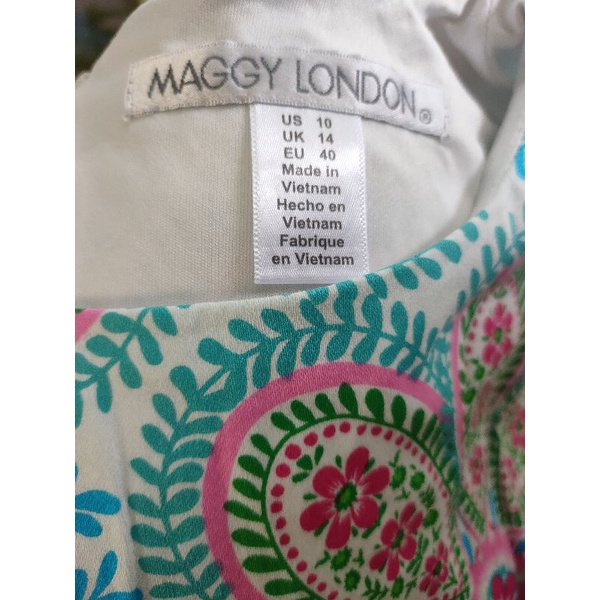 MAGGY LONDON®
US 10
UK 14
EU 40
Made in
Vietnam
Hecho en
Vietnam
Fabrique
en Vietnam